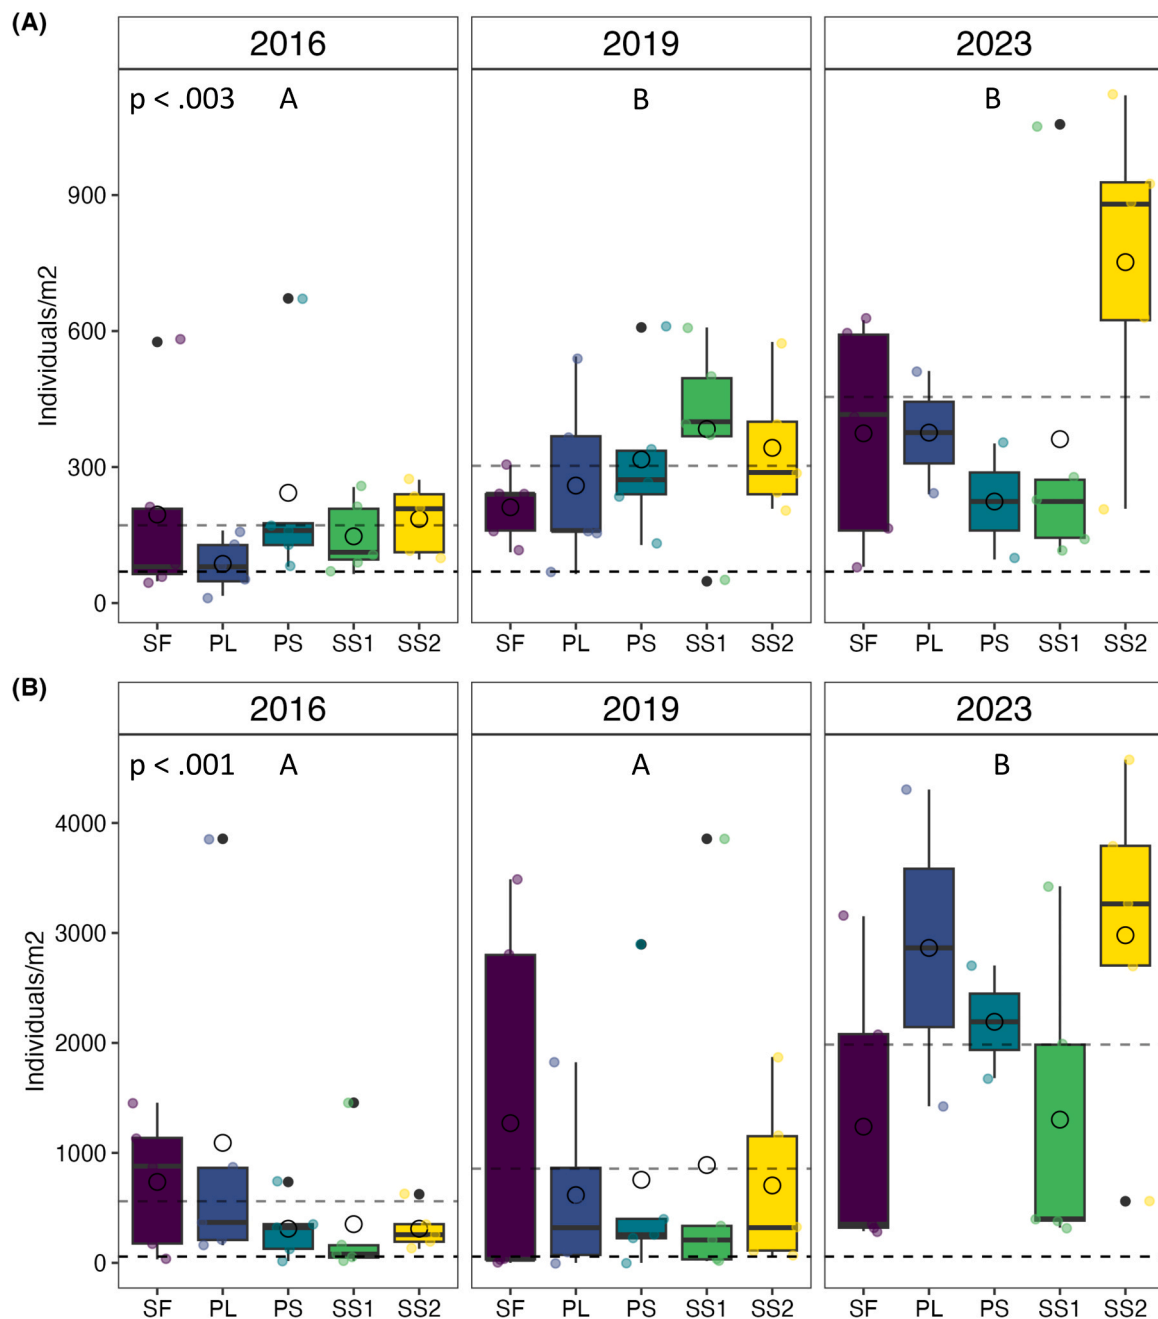 (A)
2016 2019 2023
p < .003 A B B
900
600
300
0
Individuals/m2
SF PL PS SS1 SS2 SF PL PS SS1 SS2 SF PL PS SS1 SS2
(B)
2016 2019 2023
p < .001 A A B
4000
3000
2000
1000
0
Individuals/m2
SF PL PS SS1 SS2 SF PL PS SS1 SS2 SF PL PS SS1 SS2